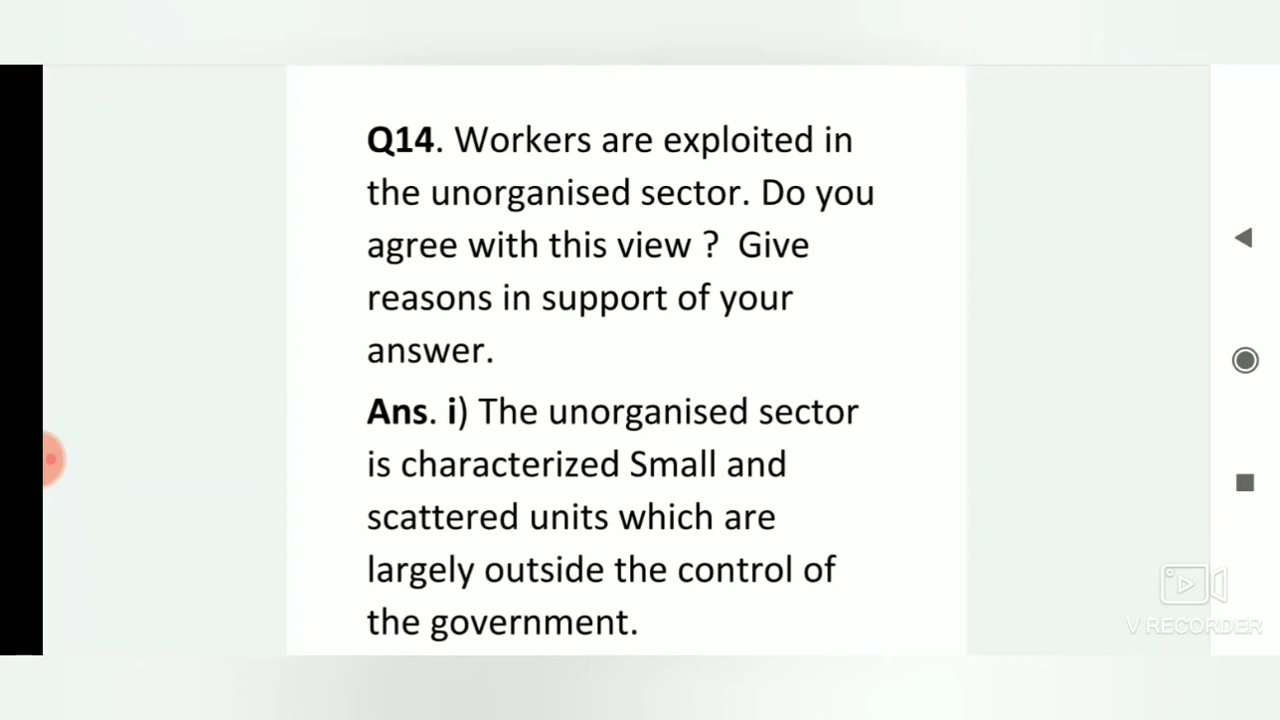 Q14. Workers are exploited in
the unorganised sector. Do you
agree with this view ? Give
reasons in support of your
answer.
Ans. i) The unorganised sector
is characterized Small and
scattered units which are
largely outside the control of
the government.
V RECORDER